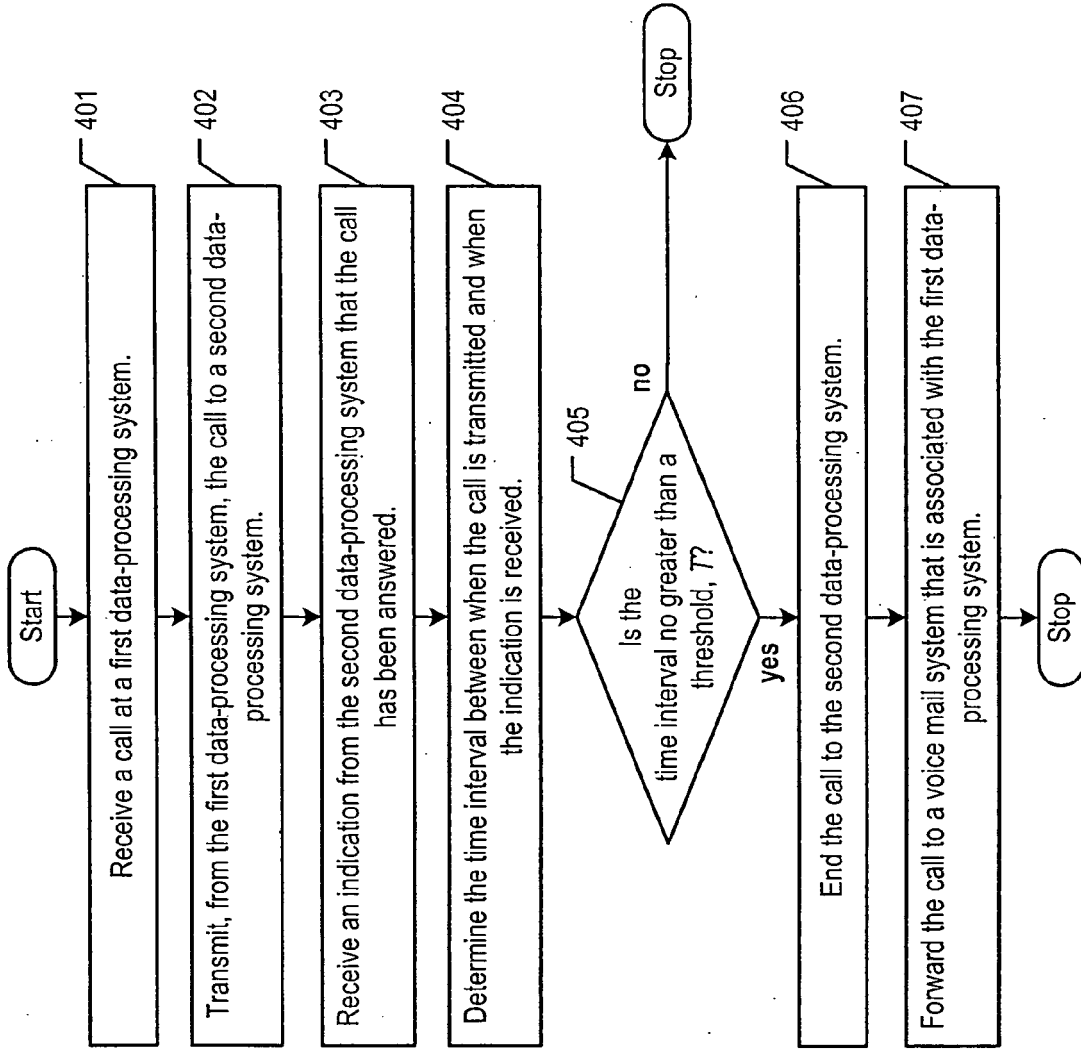 Start
401
Receive a call at a first data-processing system.
402
Transmit, from the first data-processing system, the call to a second data-
processing system.
403
Receive an indication from the second data-processing system that the call
has been answered.
404
Determine the time interval between when the call is transmitted and when
the indication is received.
405
Is the
time interval no greater than a
threshold, T?
no
Stop
yes
406
End the call to the second data-processing system.
407
Forward the call to a voice mail system that is associated with the first data-
processing system.
Stop